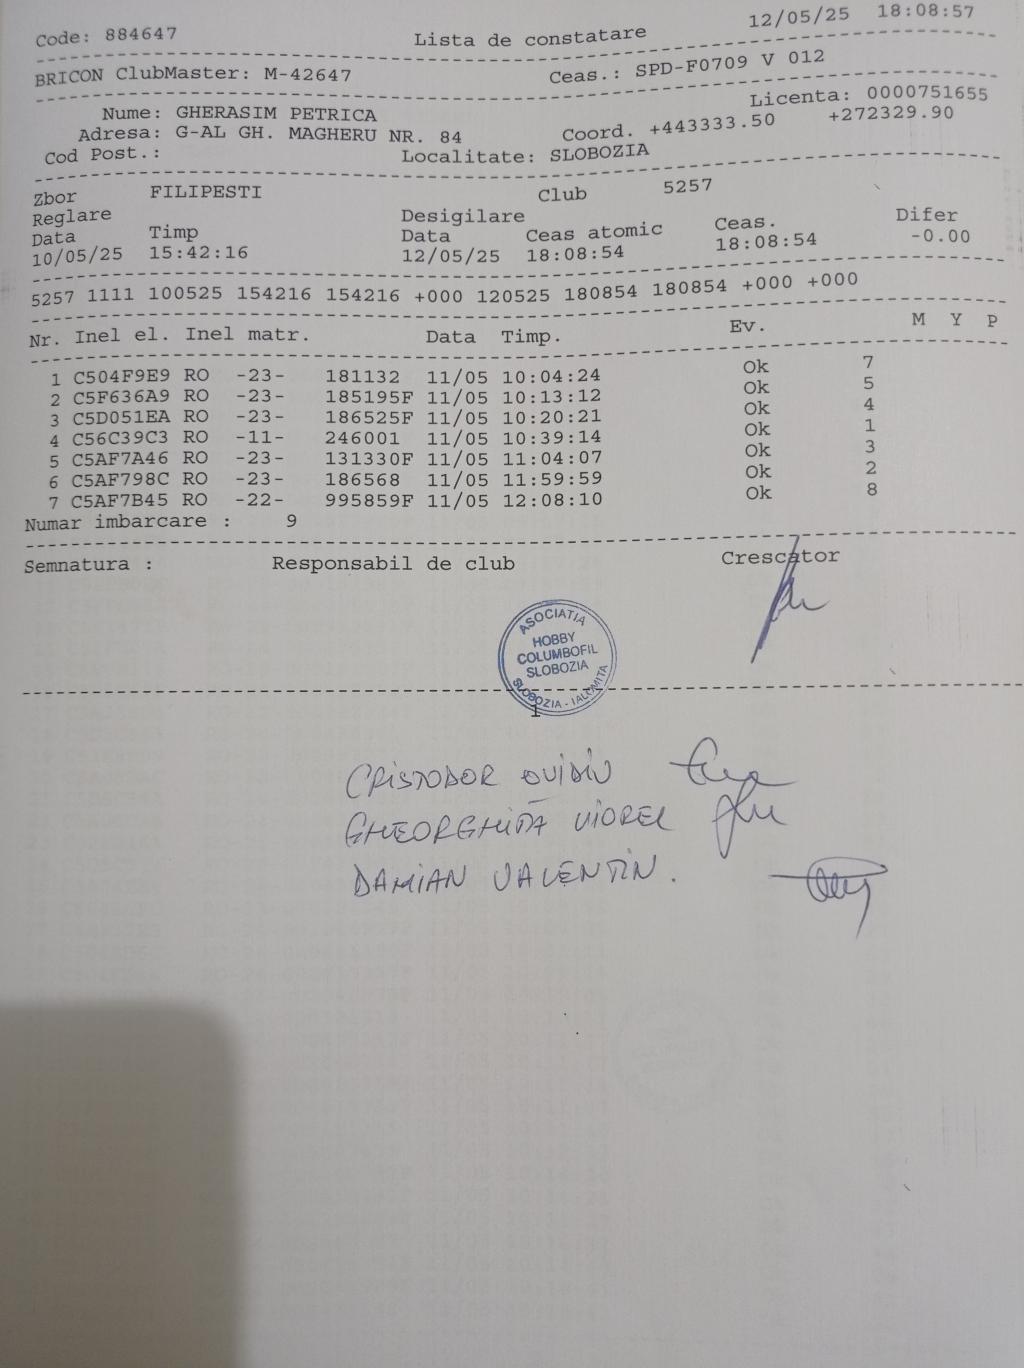 Code: 884647 Lista de constatare 12/05/25 18:08:57
BRICON ClubMaster: M-42647 Ceas.: SPD-F0709 V 012
Nume: GHERASIM PETRICA Licenta: 0000751655
Adresa: G-AL GH. MAGHERU NR. 84 Coord. +443333.50 +272329.90
Cod Post.: Localitate: SLOBOZIA
Zbor FILIPESTI Club 5257
Reglare Desigilare
Data Timp Data Ceas atomic Ceas. Difer
10/05/25 15:42:16 12/05/25 18:08:54 18:08:54 -0.00
5257 1111 100525 154216 154216 +000 120525 180854 180854 +000 +000
Nr. Inel el. Inel matr. Data Timp. Ev. M Y P
1 C504F9E9 RO -23- 181132 11/05 10:04:24 Ok 7
2 C5F636A9 RO -23- 185195F 11/05 10:13:12 Ok 5
3 C5D051EA RO -23- 186525F 11/05 10:20:21 Ok 4
4 C56C39C3 RO -11- 246001 11/05 10:39:14 Ok 1
5 C5AF7A46 RO -23- 131330F 11/05 11:04:07 Ok 3
6 C5AF798C RO -23- 186568 11/05 11:59:59 Ok 2
7 C5AF7B45 RO -22- 995859F 11/05 12:08:10 Ok 8
Numar imbarcare : 9
Semnatura : Responsabil de club Crescator
ASOCIATIA
HOBBY
COLUMBOFIL
SLOBOZIA
SLOBOZIA - IALOMITA
1
CRISTODOR OVIDIU
GHEORGHITĂ VIOREL
DAMIAN VALENTIN.